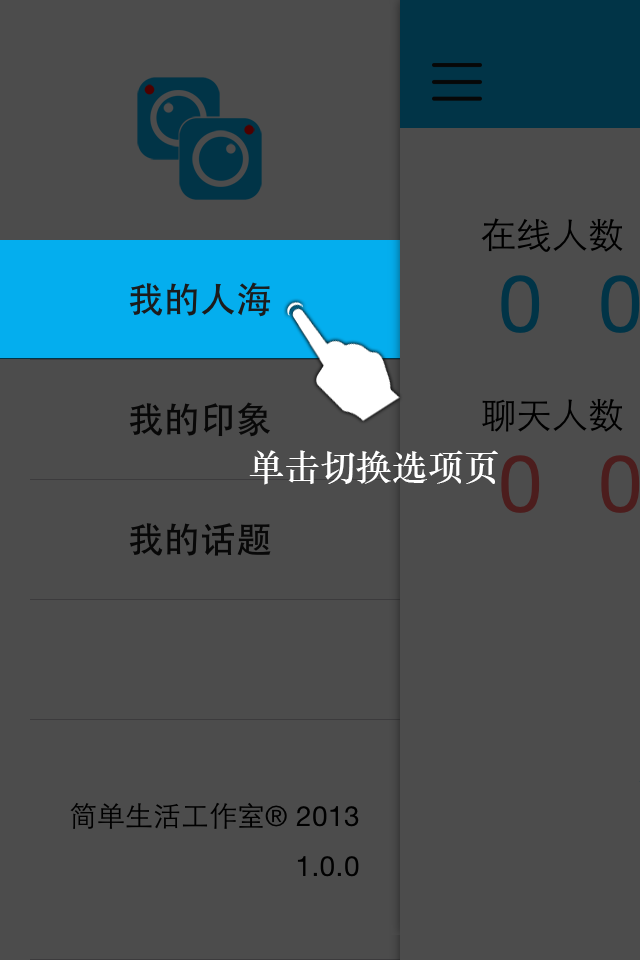 我的人海
我的印象
单击切换选项页
我的话题
简单生活工作室® 2013
1.0.0
在线人数
0 0
聊天人数
0 0